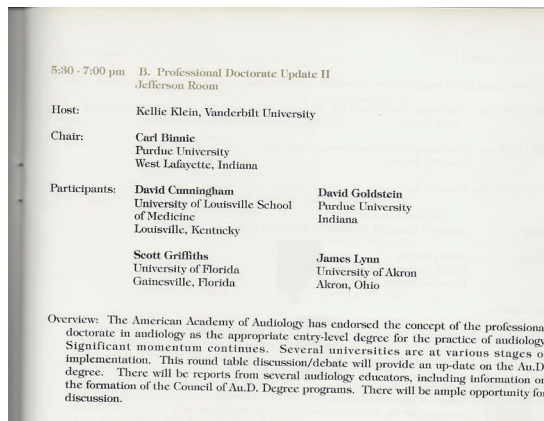 5:30 - 7:00 pm B. Professional Doctorate Update II
Jefferson Room
Host: Kellie Klein, Vanderbilt University
Chair: Carl Binnie
Purdue University
West Lafayette, Indiana
Participants: David Cunningham
University of Louisville School
of Medicine
Louisville, Kentucky
David Goldstein
Purdue University
Indiana
Scott Griffiths
University of Florida
Gainesville, Florida
James Lynn
University of Akron
Akron, Ohio
Overview: The American Academy of Audiology has endorsed the concept of the professiona
doctorate in audiology as the appropriate entry-level degree for the practice of audiology
Significant momentum continues. Several universities are at various stages o
implementation. This round table discussion/debate will provide an up-date on the Au.D
degree. There will be reports from several audiology educators, including information on
the formation of the Council of Au.D. Degree programs. There will be ample opportunity for
discussion.